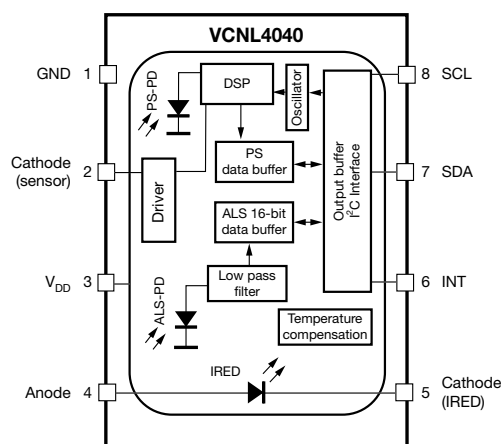 VCNL4040
GND 1
8 SCL
PS-PD
DSP
Oscillator
Output buffer
I²C Interface
Cathode
(sensor) 2
PS
data buffer
7 SDA
Driver
ALS 16-bit
data buffer
V_DD 3
6 INT
ALS-PD
Low pass
filter
Temperature
compensation
IRED
Anode 4
5 Cathode
(IRED)